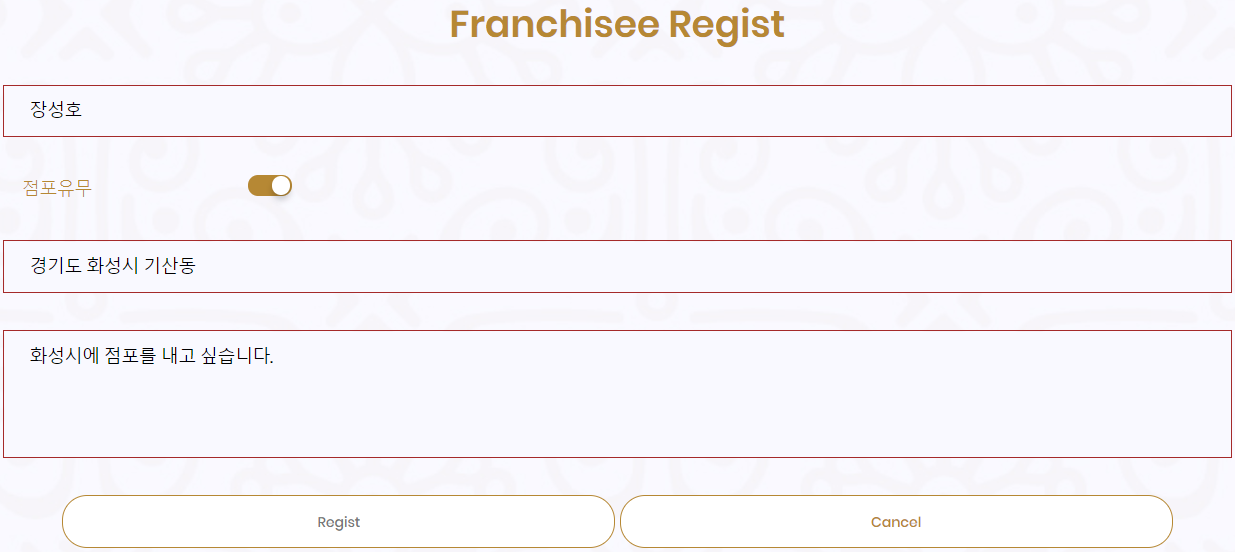 Franchisee Regist
장성호
점포유무
경기도 화성시 기산동
화성시에 점포를 내고 싶습니다.
Regist
Cancel